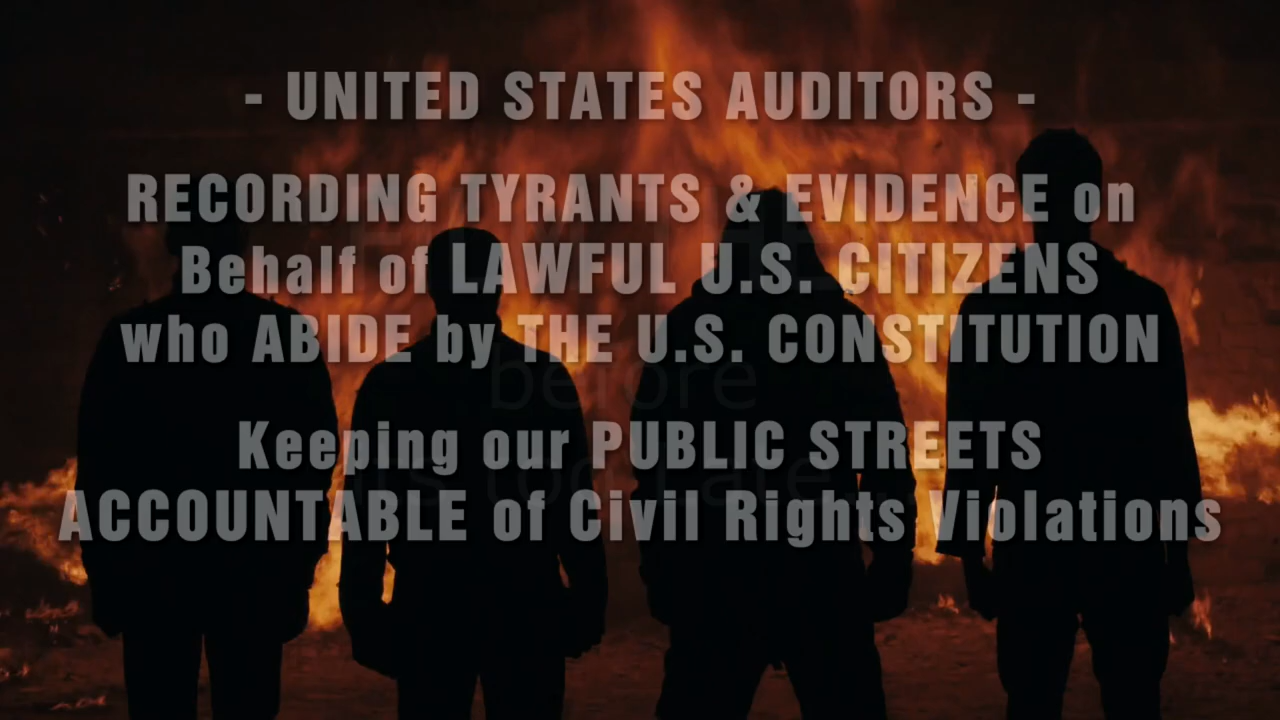 - UNITED STATES AUDITORS -
RECORDING TYRANTS & EVIDENCE on
Behalf of LAWFUL U.S. CITIZENS
who ABIDE by THE U.S. CONSTITUTION
before
Keeping our PUBLIC STREETS
ACCOUNTABLE of Civil Rights Violations